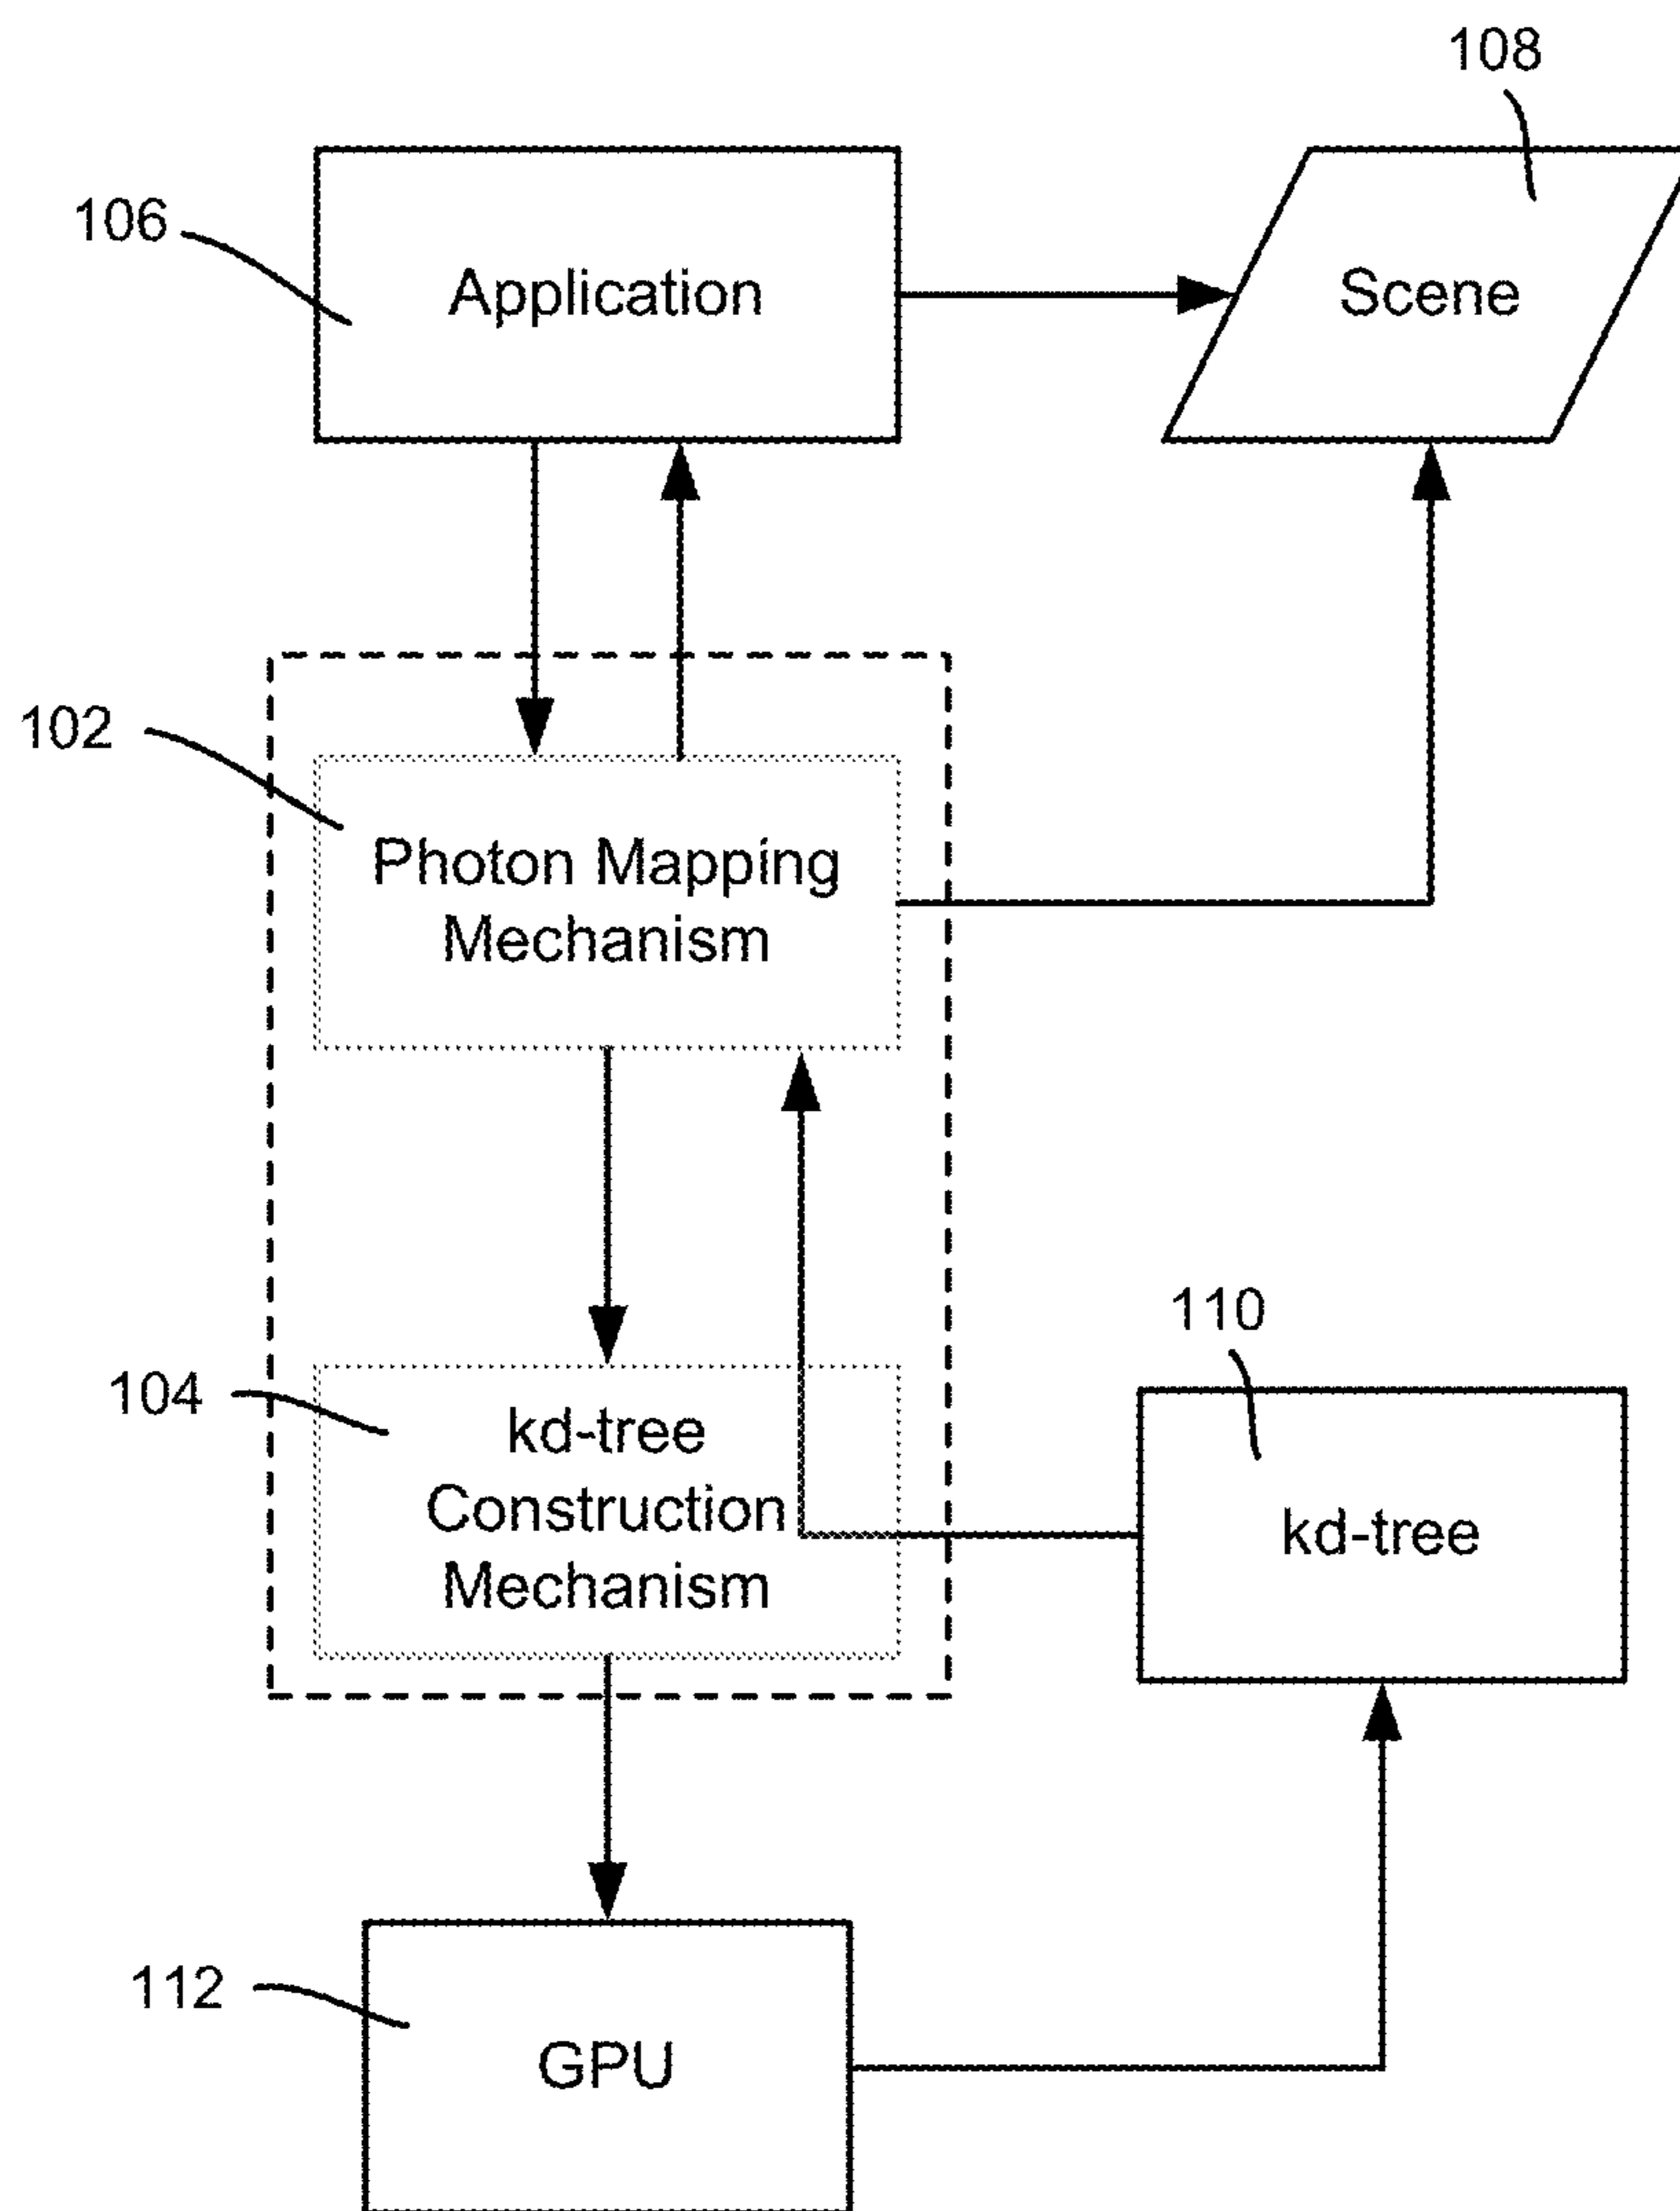 108
106
Application
Scene
102
Photon Mapping
Mechanism
110
104
kd-tree
Construction
Mechanism
kd-tree
112
GPU